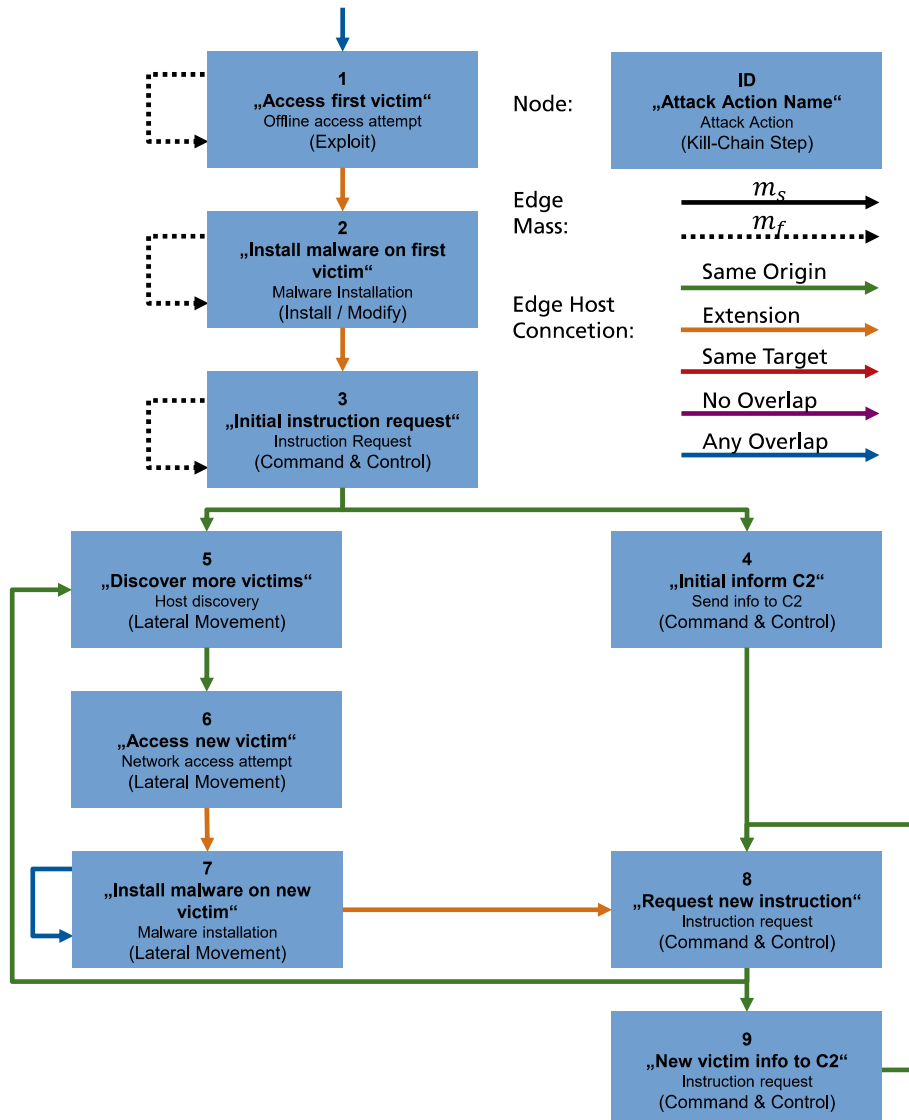 1
„Access first victim“
Offline access attempt
(Exploit)
Node:
ID
„Attack Action Name“
Attack Action
(Kill-Chain Step)
2
„Install malware on first
victim“
Malware Installation
(Install / Modify)
Edge
Mass:
m_s
m_f
Edge Host
Conncetion:
Same Origin
Extension
Same Target
No Overlap
Any Overlap
3
„Initial instruction request“
Instruction Request
(Command & Control)
5
„Discover more victims“
Host discovery
(Lateral Movement)
4
„Initial inform C2“
Send info to C2
(Command & Control)
6
„Access new victim“
Network access attempt
(Lateral Movement)
7
„Install malware on new
victim“
Malware installation
(Lateral Movement)
8
„Request new instruction“
Instruction request
(Command & Control)
9
„New victim info to C2“
Instruction request
(Command & Control)